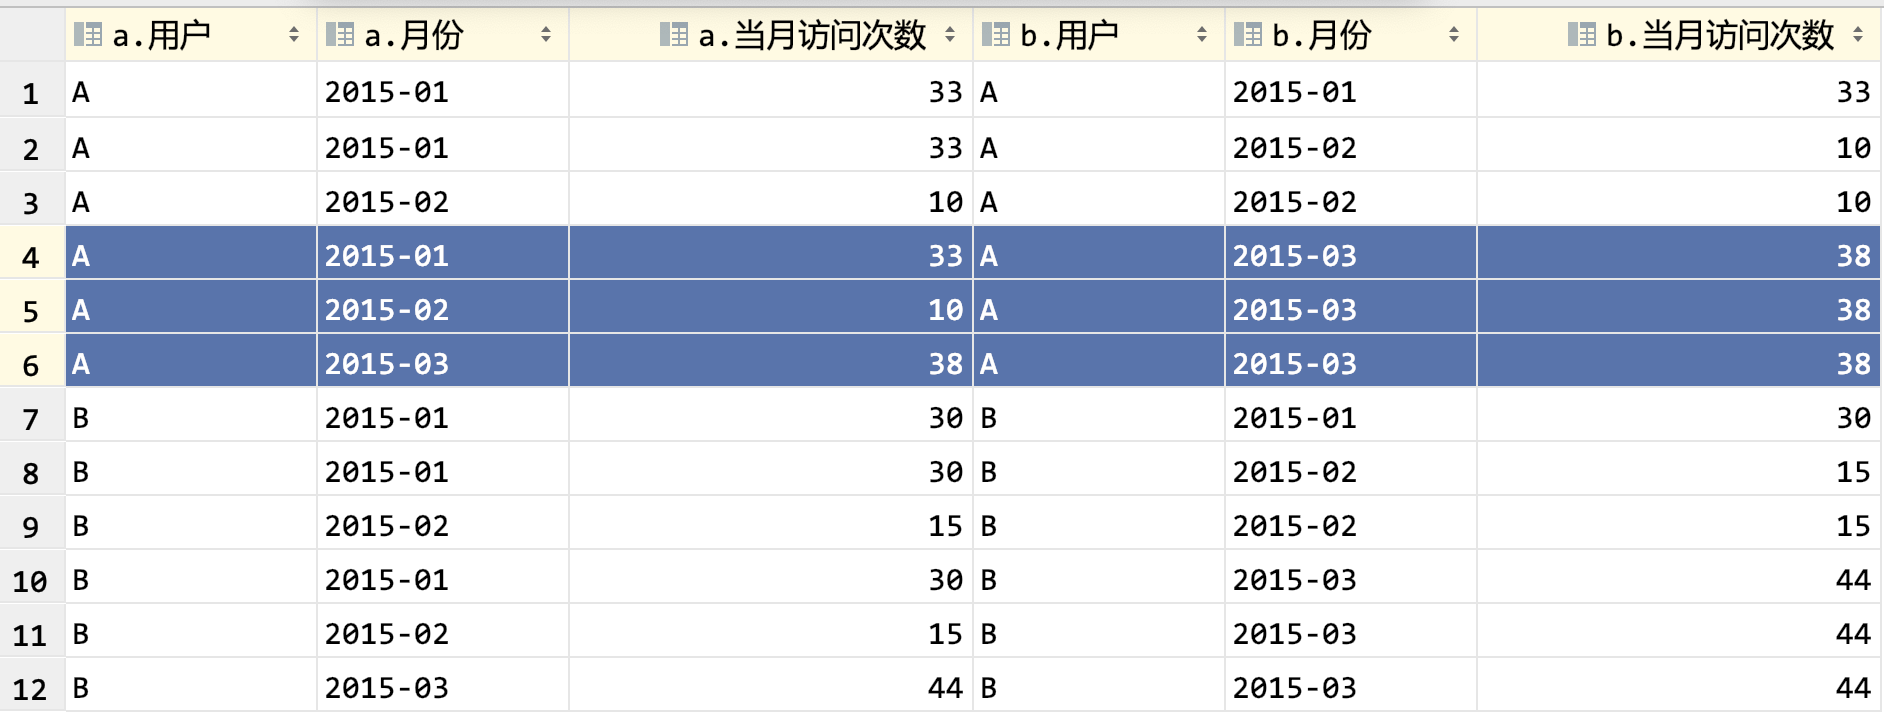 a.用户 a.月份 a.当月访问次数 b.用户 b.月份 b.当月访问次数
1 A 2015-01 33 A 2015-01 33
2 A 2015-01 33 A 2015-02 10
3 A 2015-02 10 A 2015-02 10
4 A 2015-01 33 A 2015-03 38
5 A 2015-02 10 A 2015-03 38
6 A 2015-03 38 A 2015-03 38
7 B 2015-01 30 B 2015-01 30
8 B 2015-01 30 B 2015-02 15
9 B 2015-02 15 B 2015-02 15
10 B 2015-01 30 B 2015-03 44
11 B 2015-02 15 B 2015-03 44
12 B 2015-03 44 B 2015-03 44